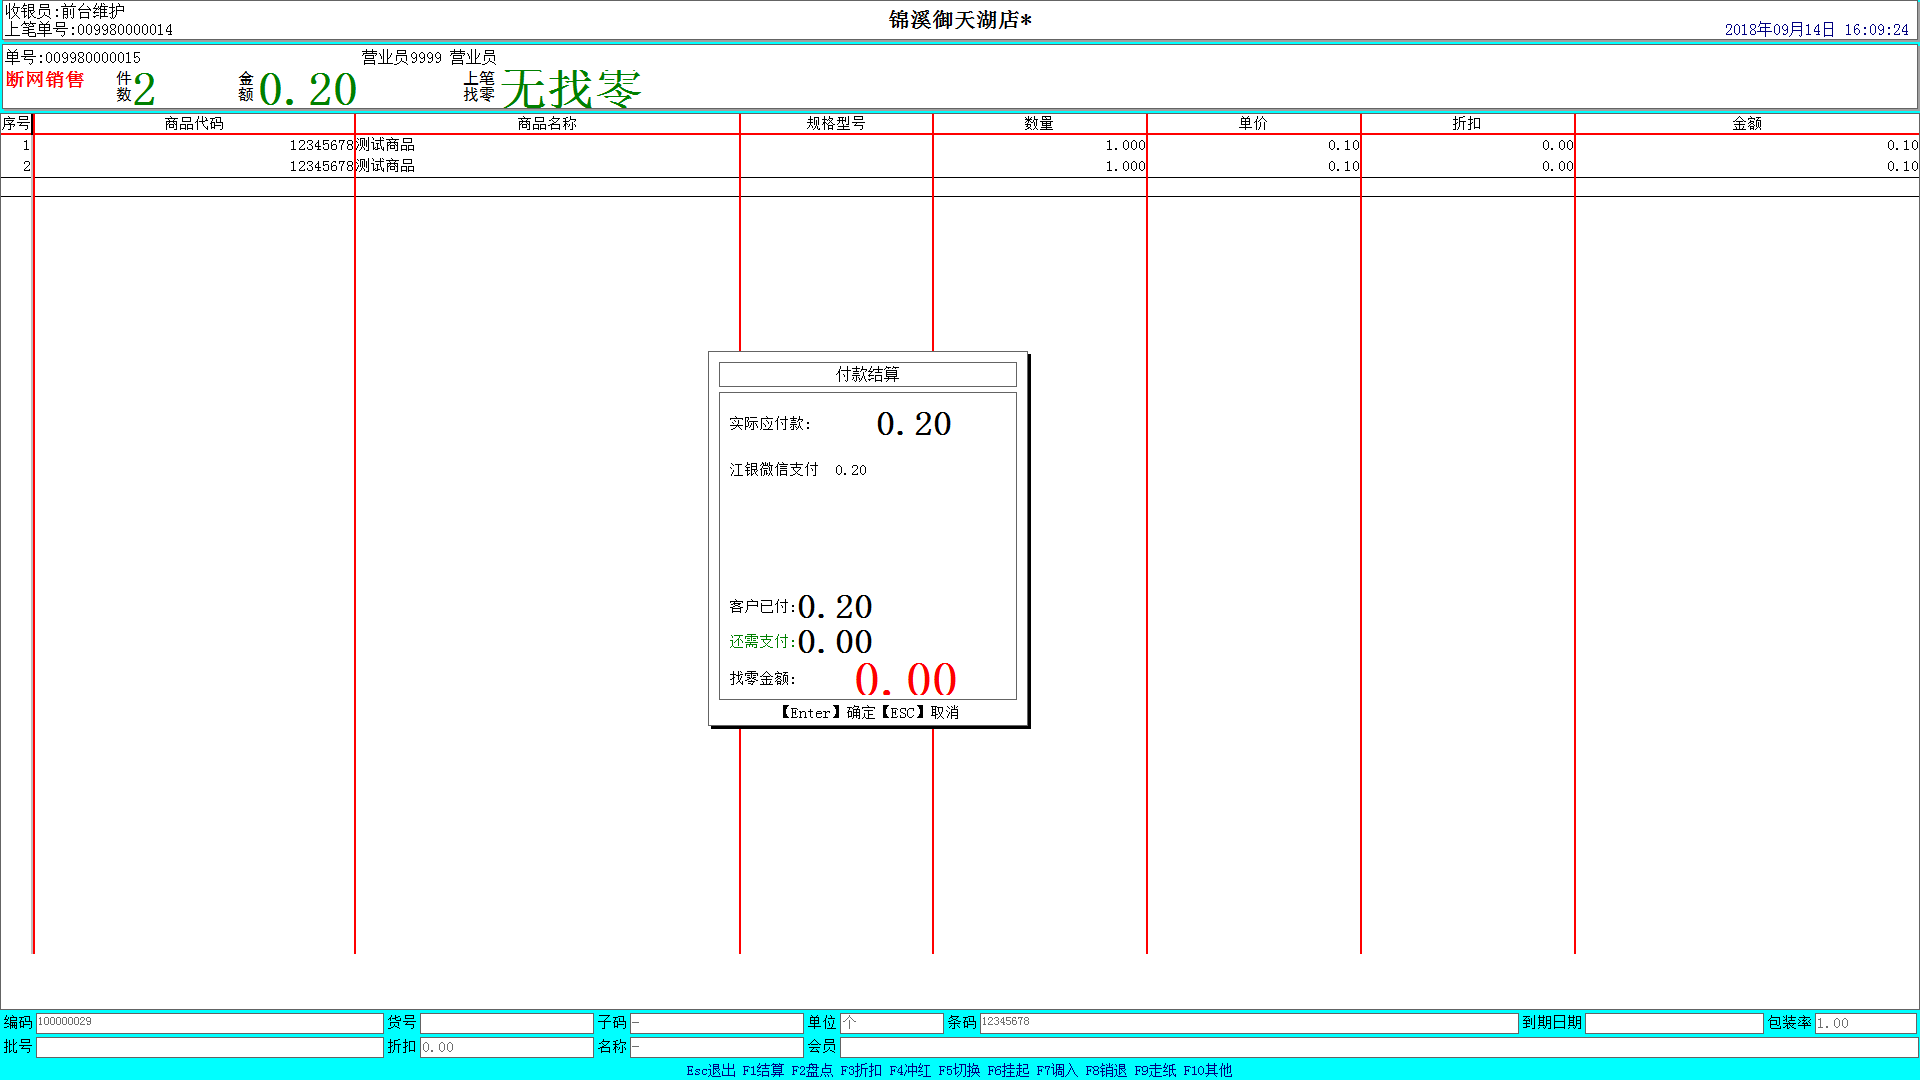 收银员:前台维护
锦溪御天湖店*
上笔单号:009980000014
2018年09月14日 16:09:24
单号:009980000015 营业员9999 营业员
断网销售 件数2 金额0.20 上笔找零 无找零
序号 商品代码 商品名称 规格型号 数量 单价 折扣 金额
1 12345678 测试商品 1.000 0.10 0.00 0.10
2 12345678 测试商品 1.000 0.10 0.00 0.10
付款结算
实际应付款: 0.20
江银微信支付 0.20
客户已付:0.20
还需支付:0.00
找零金额: 0.00
【Enter】确定【ESC】取消
编码 100000029 货号 子码 - 单位 个 条码 12345678 到期日期 包装率 1.00
批号 折扣 0.00 名称 - 会员
Esc退出 F1结算 F2盘点 F3折扣 F4冲红 F5切换 F6挂起 F7调入 F8销退 F9走纸 F10其他